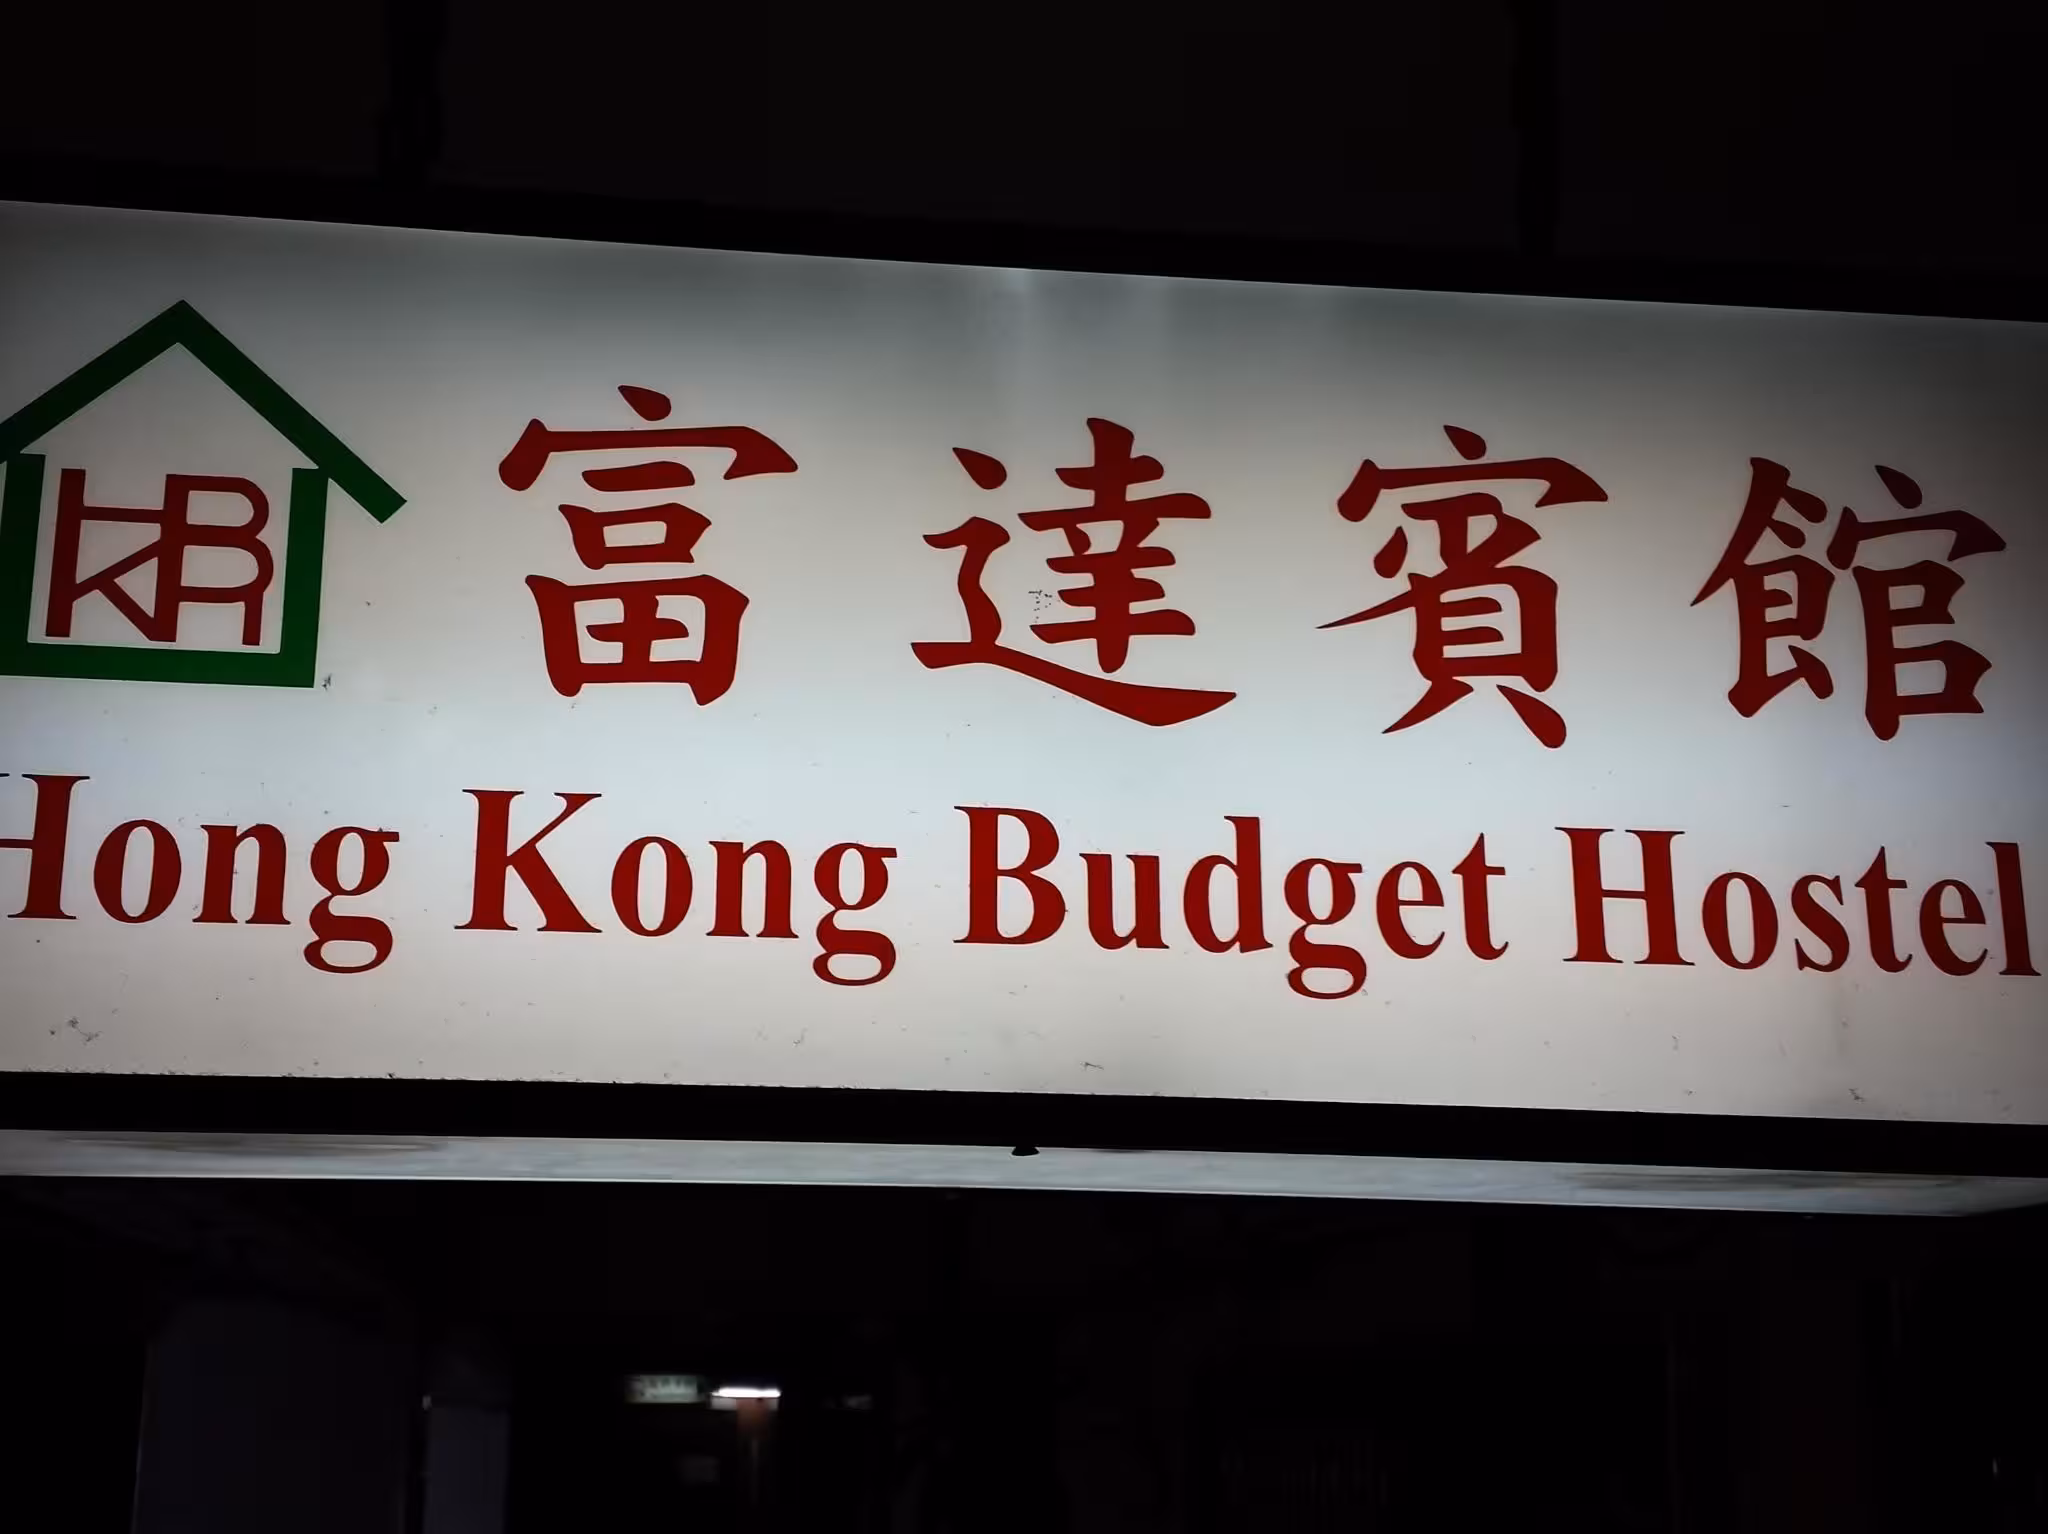 富達賓館
Hong Kong Budget Hostel